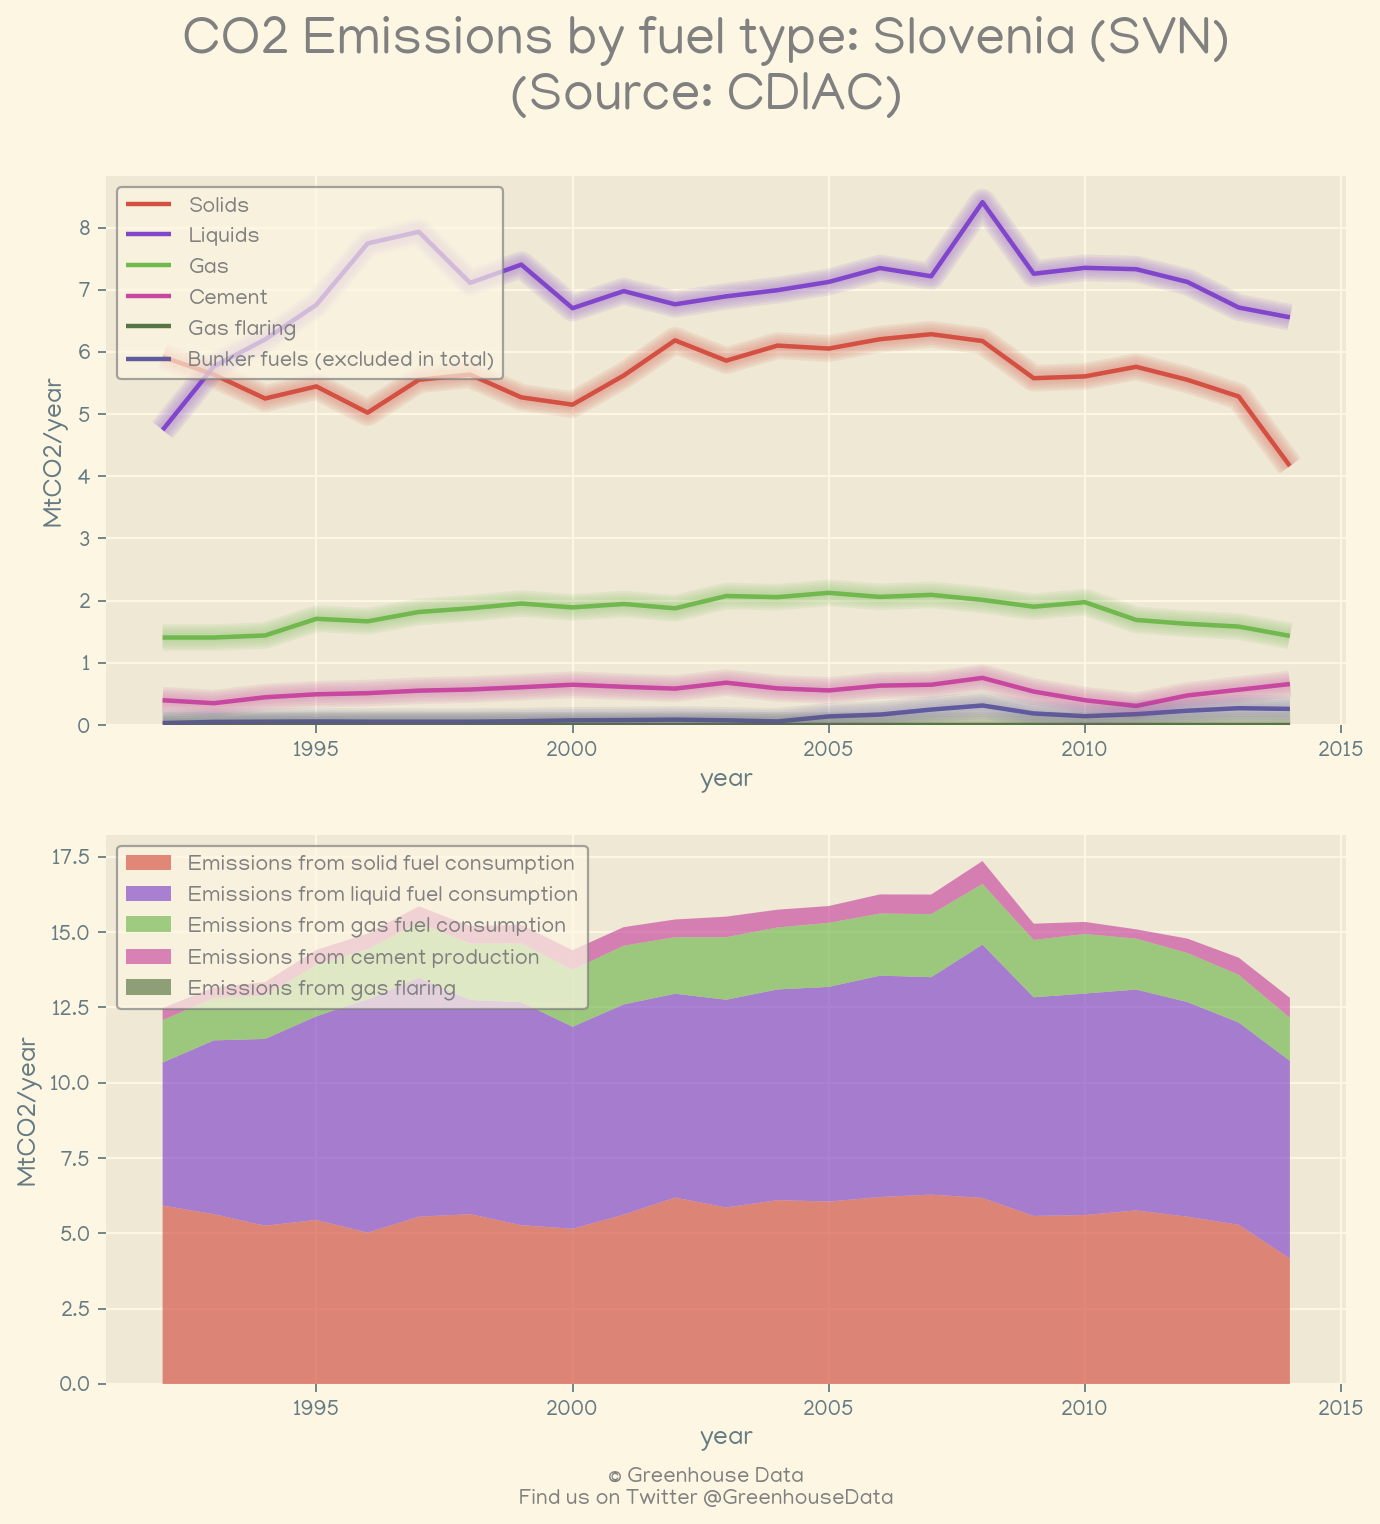 CO2 Emissions by fuel type: Slovenia (SVN)
(Source: CDIAC)
Solids
Liquids
Gas
Cement
Gas flaring
Bunker fuels (excluded in total)
MtCO2/year
8
7
6
5
4
3
2
1
0
1995
2000
2005
2010
2015
year
Emissions from solid fuel consumption
Emissions from liquid fuel consumption
Emissions from gas fuel consumption
Emissions from cement production
Emissions from gas flaring
MtCO2/year
17.5
15.0
12.5
10.0
7.5
5.0
2.5
0.0
1995
2000
2005
2010
2015
year
© Greenhouse Data
Find us on Twitter @GreenhouseData